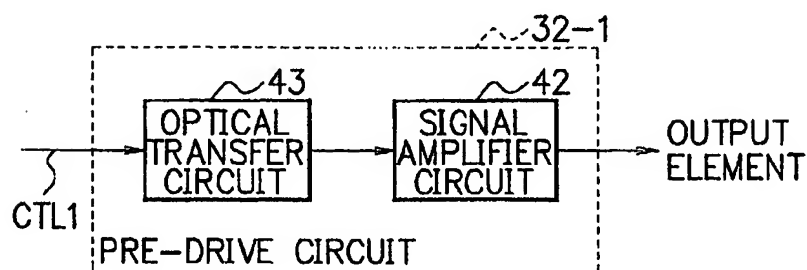 32-1
43
42
OPTICAL
TRANSFER
CIRCUIT
SIGNAL
AMPLIFIER
CIRCUIT
OUTPUT
ELEMENT
CTL1
PRE-DRIVE CIRCUIT